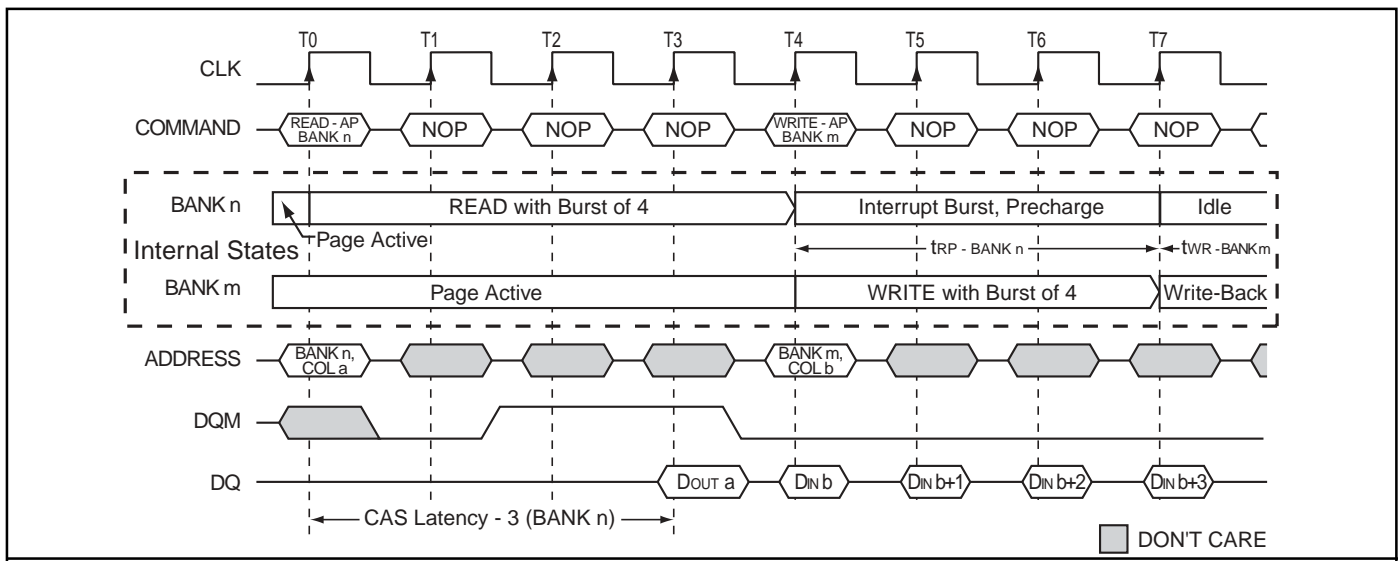 T0 T1 T2 T3 T4 T5 T6 T7
CLK
COMMAND READ - AP BANK n NOP NOP NOP WRITE - AP BANK m NOP NOP NOP
BANK n READ with Burst of 4 Interrupt Burst, Precharge Idle
Page Active
Internal States
tRP - BANK n tWR - BANK m
BANK m Page Active WRITE with Burst of 4 Write-Back
ADDRESS BANK n, COL a BANK m, COL b
DQM
DQ DOUT a DIN b DIN b+1 DIN b+2 DIN b+3
CAS Latency - 3 (BANK n)
DON'T CARE